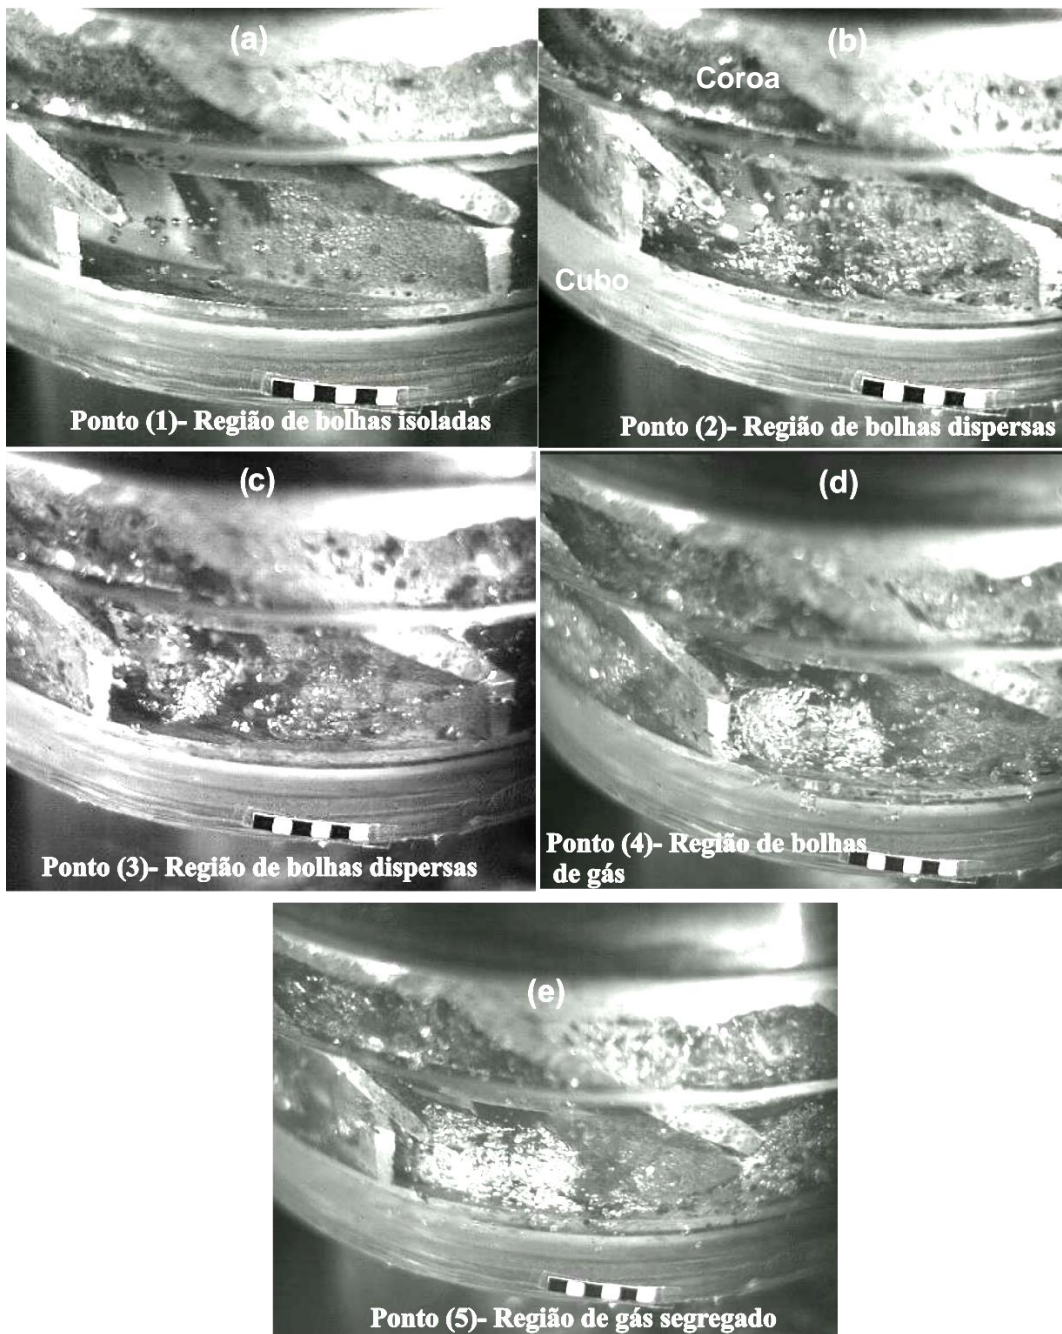 (a)
Ponto (1)- Região de bolhas isoladas
(b)
Coroa
Cubo
Ponto (2)- Região de bolhas dispersas
(c)
Ponto (3)- Região de bolhas dispersas
(d)
Ponto (4)- Região de bolhas
de gás
(e)
Ponto (5)- Região de gás segregado